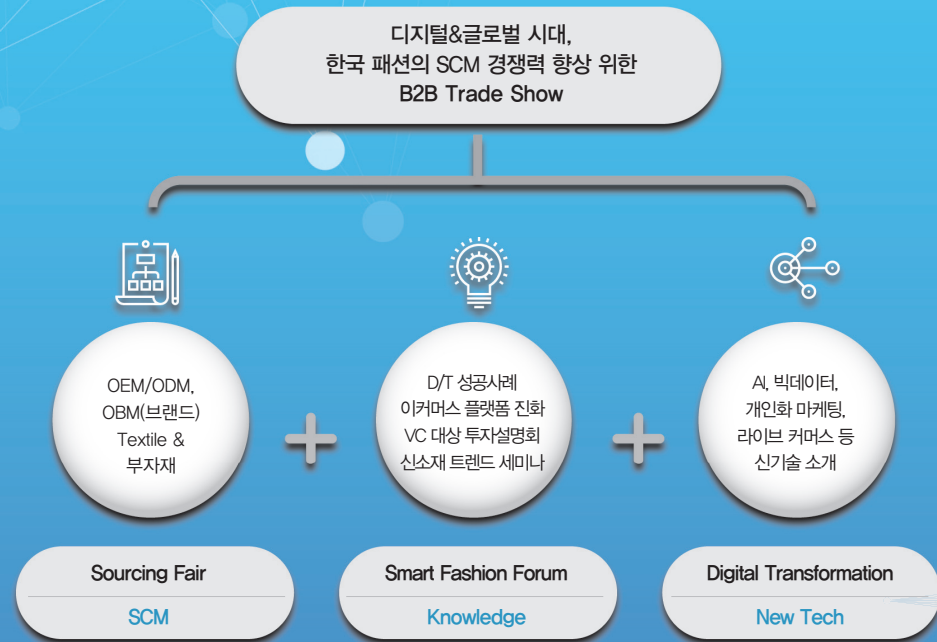 디지털&글로벌 시대,
한국 패션의 SCM 경쟁력 향상 위한
B2B Trade Show
OEM/ODM,
OBM(브랜드)
Textile &
부자재
D/T 성공사례
이커머스 플랫폼 진화
VC 대상 투자설명회
신소재 트렌드 세미나
AI, 빅데이터,
개인화 마케팅,
라이브 커머스 등
신기술 소개
Sourcing Fair
SCM
Smart Fashion Forum
Knowledge
Digital Transformation
New Tech